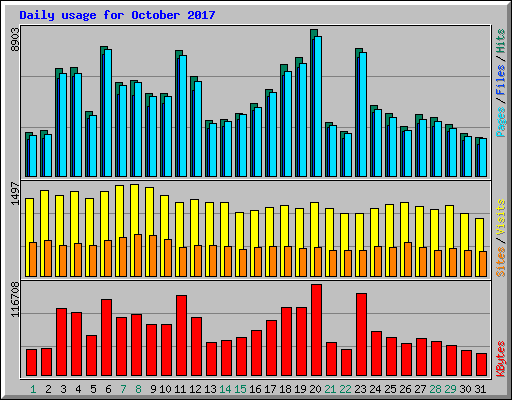 Daily usage for October 2017
8903
Pages / Files / Hits
1497
Sites / Visits
116708
KBytes
1 2 3 4 5 6 7 8 9 10 11 12 13 14 15 16 17 18 19 20 21 22 23 24 25 26 27 28 29 30 31